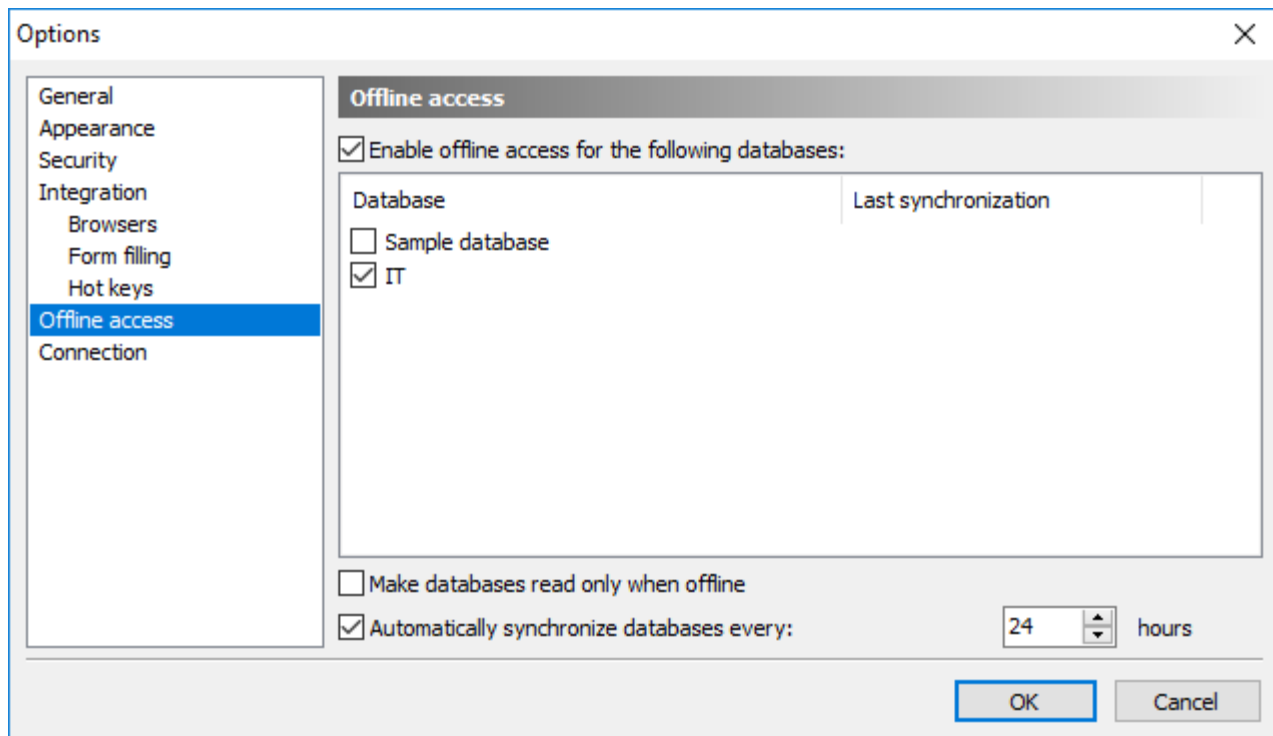 Options
General
Appearance
Security
Integration
Browsers
Form filling
Hot keys
Offline access
Connection
Offline access
Enable offline access for the following databases:
Database Last synchronization
Sample database
IT
Make databases read only when offline
Automatically synchronize databases every: 24 hours
OK Cancel